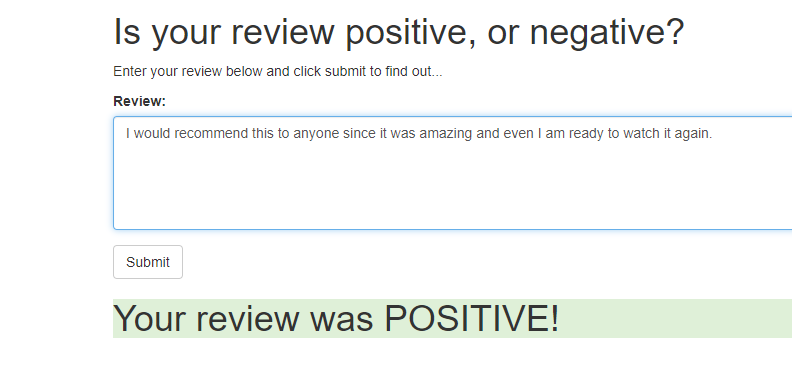 Is your review positive, or negative?
Enter your review below and click submit to find out...
Review:
I would recommend this to anyone since it was amazing and even I am ready to watch it again.
Submit
Your review was POSITIVE!